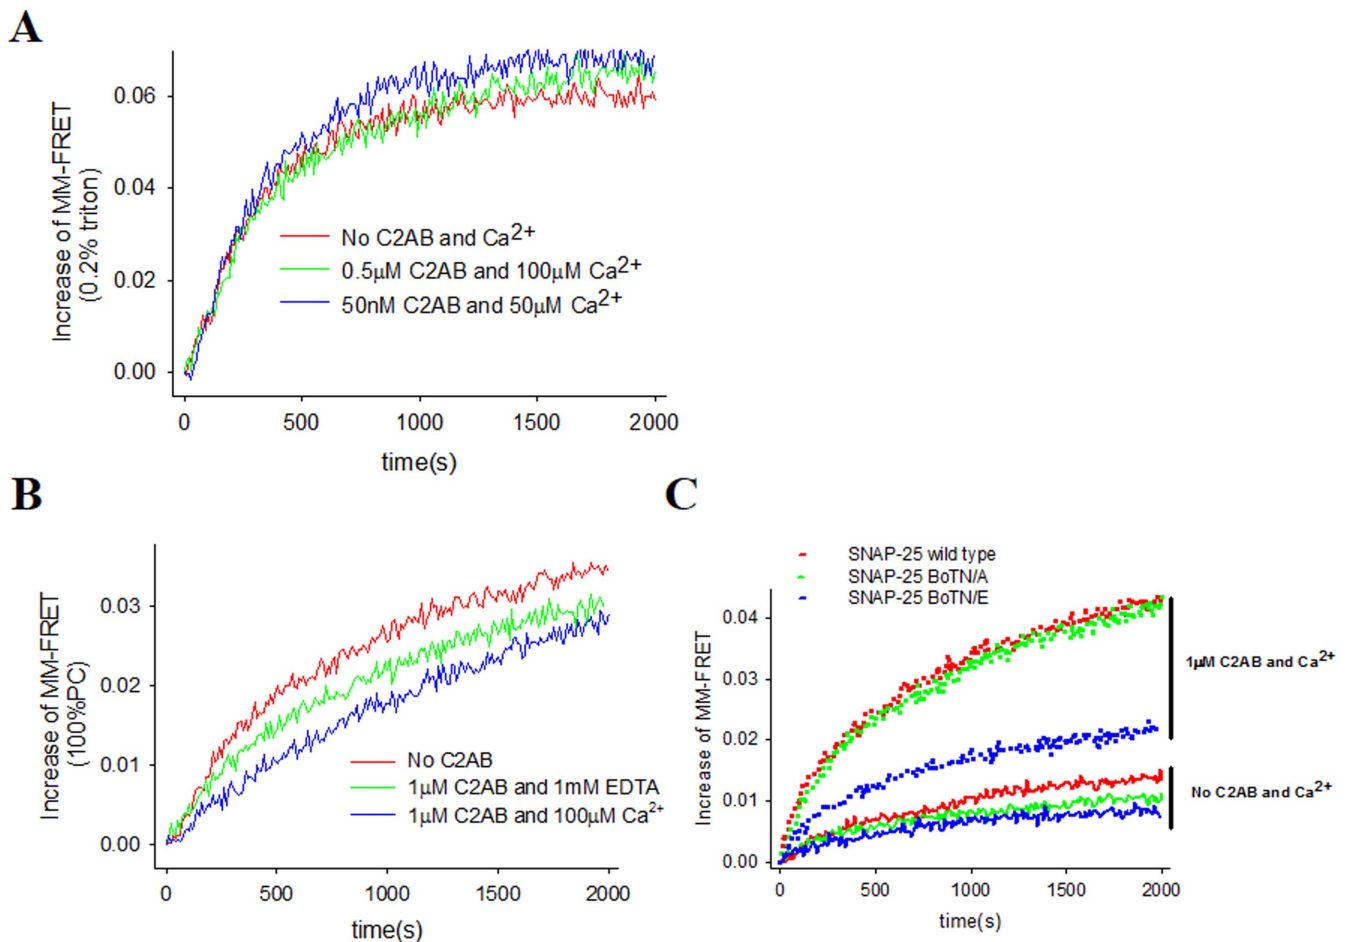 A
Increase of MM-FRET
(0.2% triton)
0.06
0.04
0.02
0.00
No C2AB and Ca2+
0.5μM C2AB and 100μM Ca2+
50nM C2AB and 50μM Ca2+
0 500 1000 1500 2000
time(s)
B
Increase of MM-FRET
(100%PC)
0.03
0.02
0.01
0.00
No C2AB
1μM C2AB and 1mM EDTA
1μM C2AB and 100μM Ca2+
0 500 1000 1500 2000
time(s)
C
SNAP-25 wild type
SNAP-25 BoTN/A
SNAP-25 BoTN/E
Increase of MM-FRET
0.04
0.03
0.02
0.01
0.00
1μM C2AB and Ca2+
No C2AB and Ca2+
0 500 1000 1500 2000
time(s)